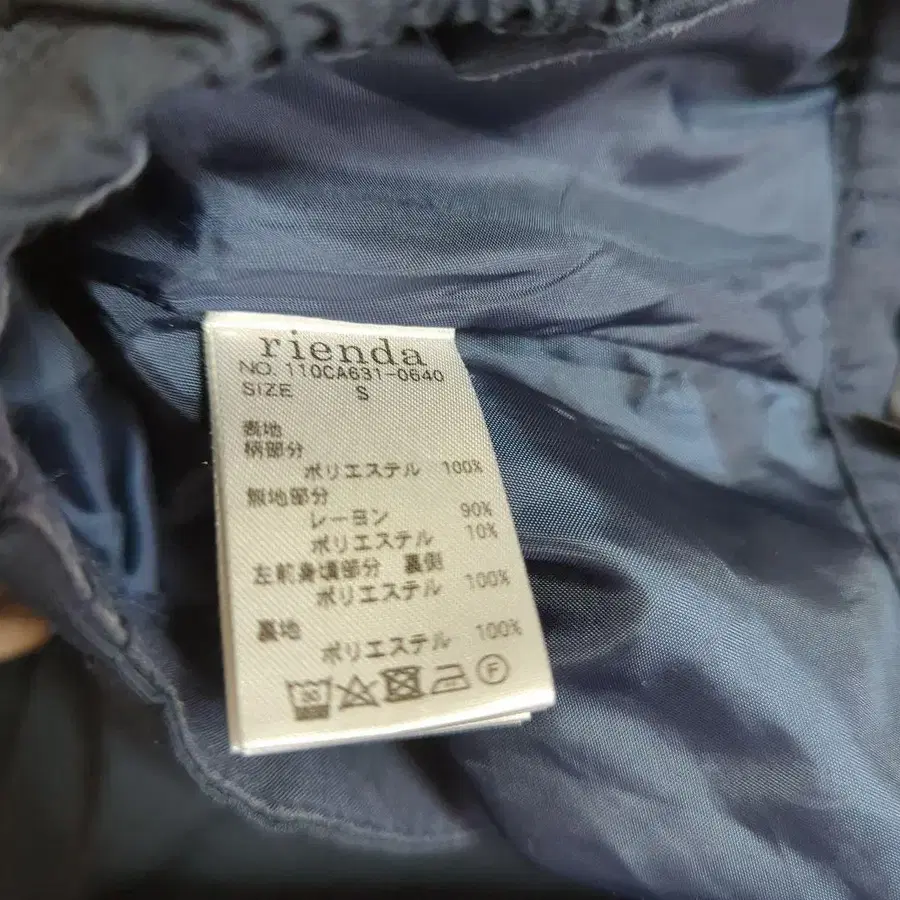 rienda
NO. 110CA631-0640
SIZE S
表地
柄部分
ポリエステル 100%
無地部分
レーヨン 90%
ポリエステル 10%
左前身頃部分 裏側
ポリエステル 100%
裏地
ポリエステル 100%
30 F